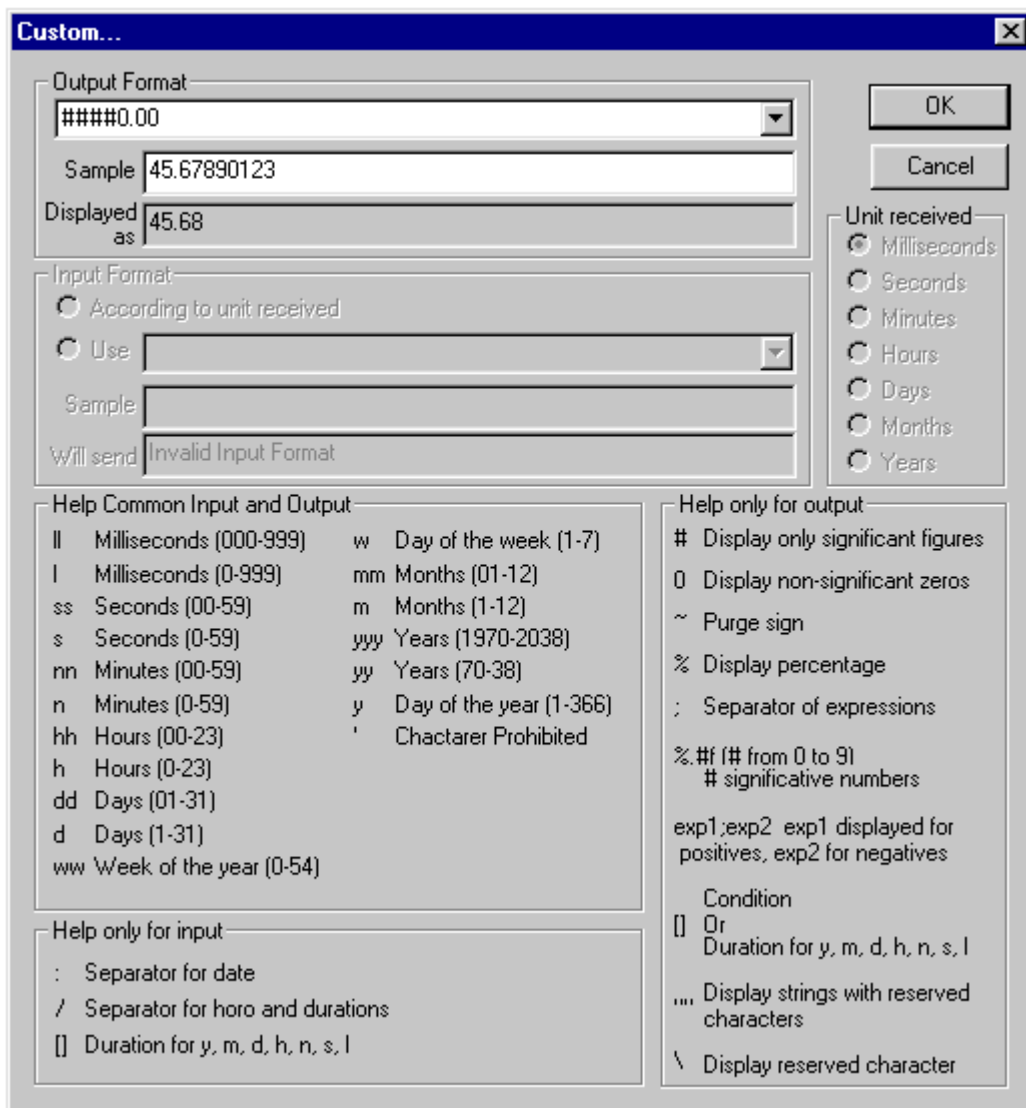 Custom...
Output Format
####0.00
OK
Sample 45.67890123
Cancel
Displayed
as 45.68
Unit received
Milliseconds
Seconds
Minutes
Hours
Days
Months
Years
Input Format
According to unit received
Use
Sample
Will send Invalid Input Format
Help Common Input and Output
ll Milliseconds (000-999)
l Milliseconds (0-999)
ss Seconds (00-59)
s Seconds (0-59)
nn Minutes (00-59)
n Minutes (0-59)
hh Hours (00-23)
h Hours (0-23)
dd Days (01-31)
d Days (1-31)
ww Week of the year (0-54)
w Day of the week (1-7)
mm Months (01-12)
m Months (1-12)
yyy Years (1970-2038)
yy Years (70-38)
y Day of the year (1-366)
' Chactarer Prohibited
Help only for input
: Separator for date
/ Separator for horo and durations
[] Duration for y, m, d, h, n, s, l
Help only for output
# Display only significant figures
0 Display non-significant zeros
~ Purge sign
% Display percentage
; Separator of expressions
%.#f (# from 0 to 9)
# significative numbers
exp1;exp2 exp1 displayed for
positives, exp2 for negatives
Condition
[] Or
Duration for y, m, d, h, n, s, l
"" Display strings with reserved
characters
\ Display reserved character